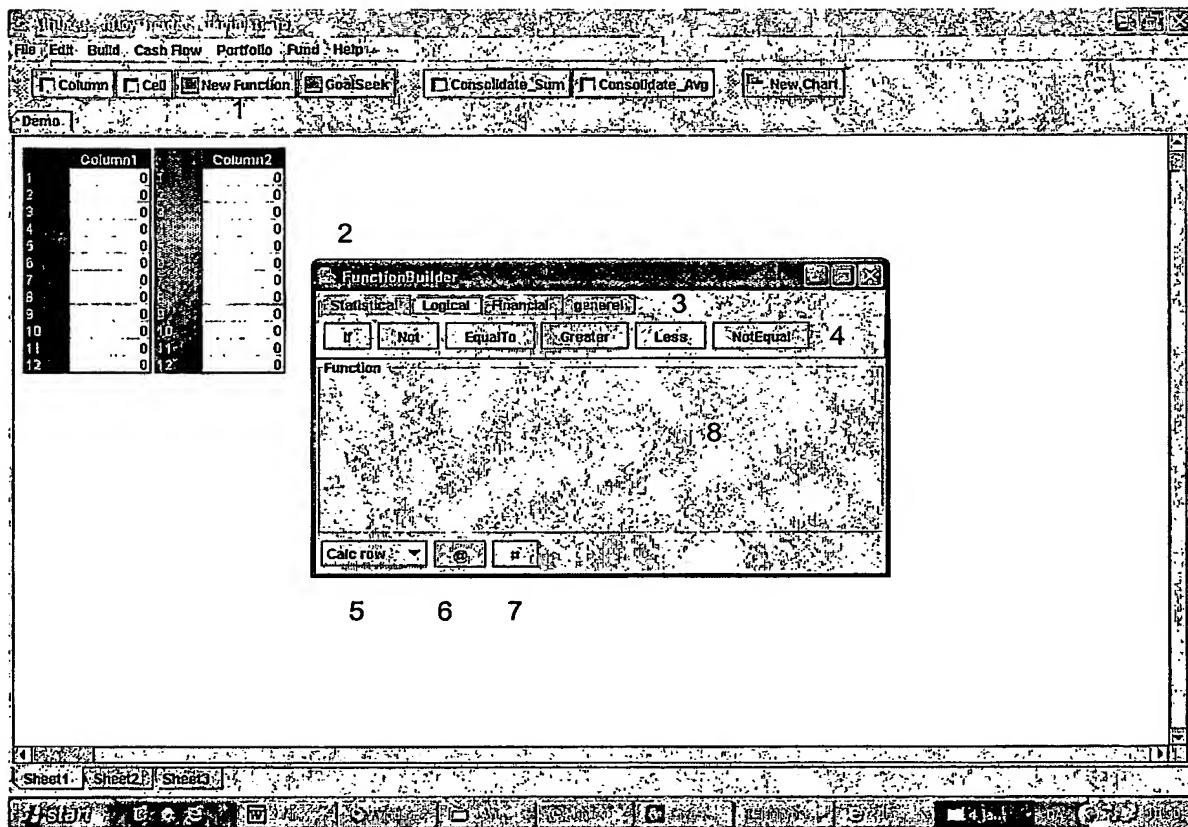 File Edit Build Cash Flow Portfolio Fund Help
Column Cell New Function GoalSeek Consolidate_Sum Consolidate_Avg New Chart
1
Demo
Column1 Column2
1 0 1 0
2 0 2 0
3 0 3 0
4 0 4 0
5 0 5 0
6 0 6 0
7 0 7 0
8 0 8 0
9 0 9 0
10 0 10 0
11 0 11 0
12 0 12 0
2
FunctionBuilder
Statistical Logical Financial general 3
If Not EqualTo Greater Less NotEqual 4
Function
8
Calc row @ #
5 6 7
Sheet1 Sheet2 Sheet3
start